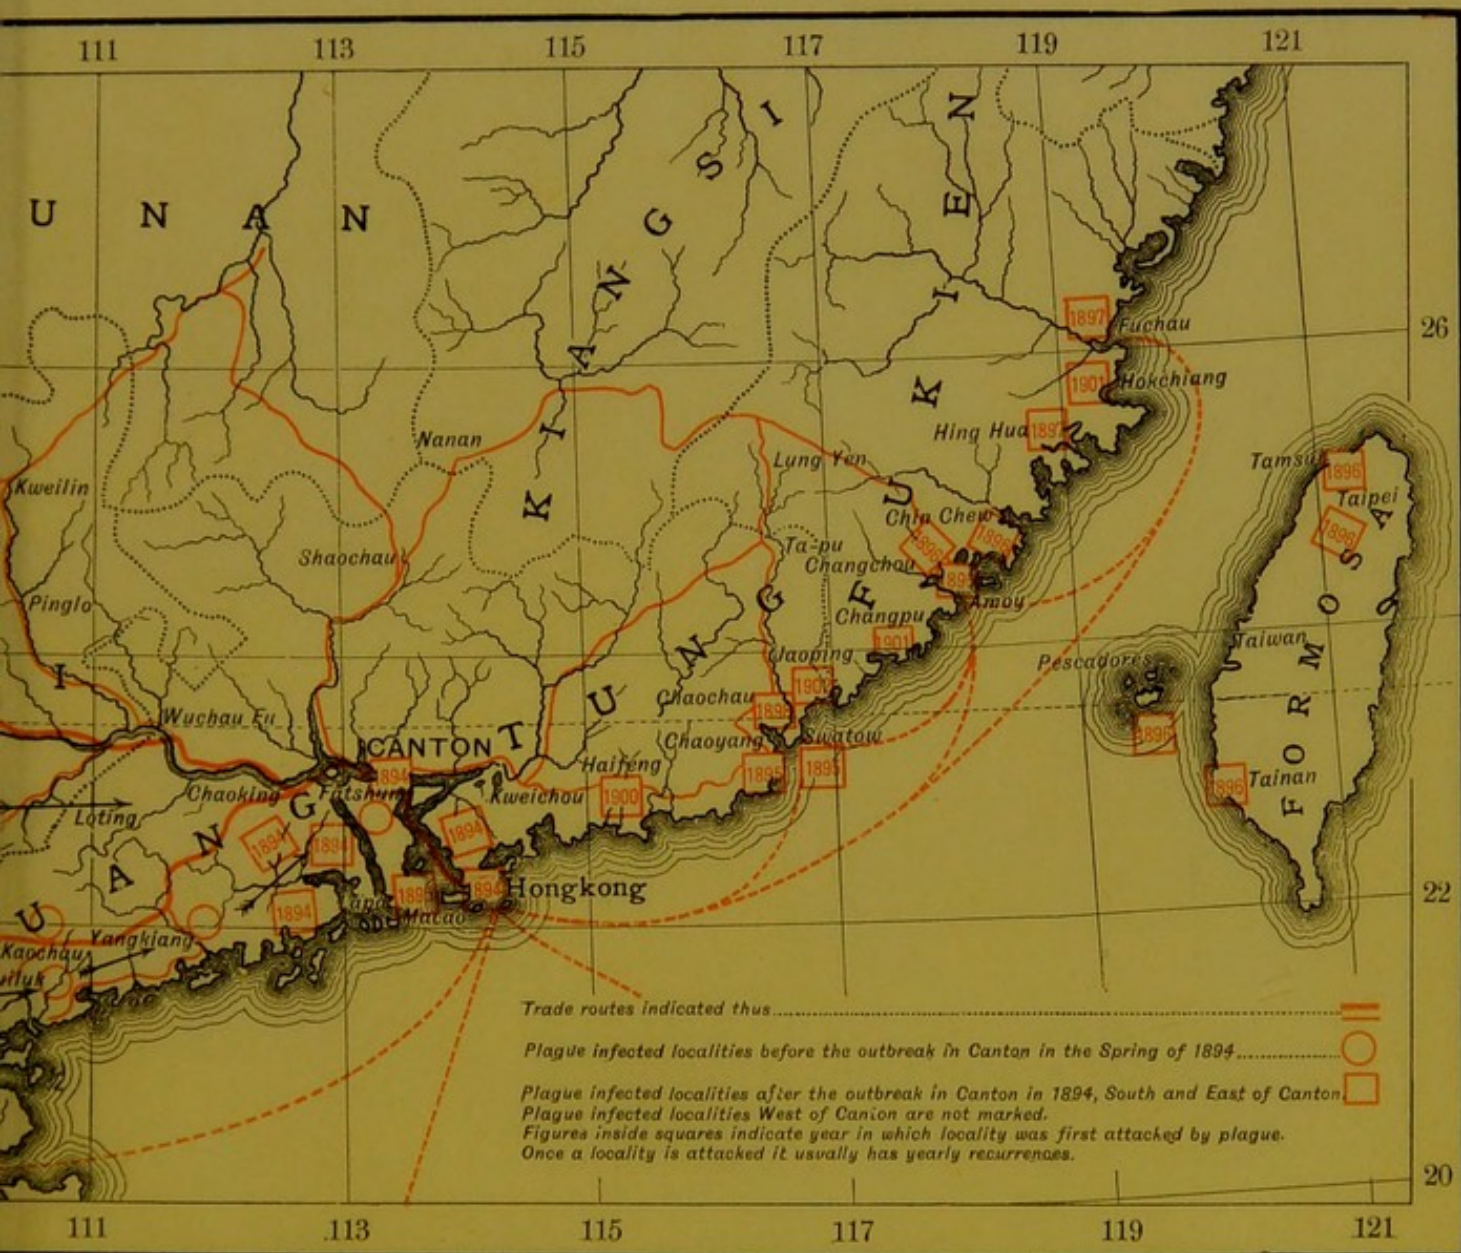 111 113 115 117 119 121
U N A N
K I A N G S I
F U K I E N
1897
Fuchau
26
1901
Hokchiang
Hing Hua
1897
Nanan
Lung Yen
Tamsui
1896
Kweilin
Taipei
1896
Chin Chew
1896
1896
Shaochau
Ta-pu
Changchou
Amoy
Pinglo
Changpu
1901
Jaoping
Taiwan
Pescadores
I
Chaochau
1898
Wuchau Fu
CANTON
Chaoyang
Swatow
1896
1894
Haifeng
1895
1895
1896
Tainan
Chaoking
Fatshan
Kweichou
1900
F O R M O S A
U A N G T U N G
Loting
1894
1894
1894
1894
1894
Hongkong
22
1895
Macao
Kaochau
Yangkiang
Trade routes indicated thus
Plague infected localities before the outbreak in Canton in the Spring of 1894
Plague infected localities after the outbreak in Canton in 1894, South and East of Canton
Plague infected localities West of Canton are not marked.
Figures inside squares indicate year in which locality was first attacked by plague.
Once a locality is attacked it usually has yearly recurrences.
20
111 113 115 117 119 121